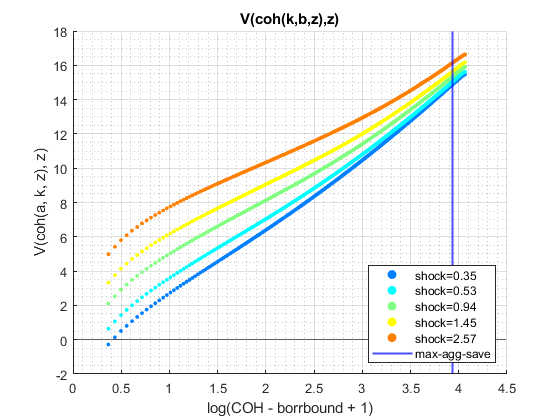 V(coh(k,b,z),z)
18
16
14
12
10
8
6
4
2
0
-2
V(coh(a, k, z), z)
shock=0.35
shock=0.53
shock=0.94
shock=1.45
shock=2.57
max-agg-save
0 0.5 1 1.5 2 2.5 3 3.5 4 4.5
log(COH - borrbound + 1)